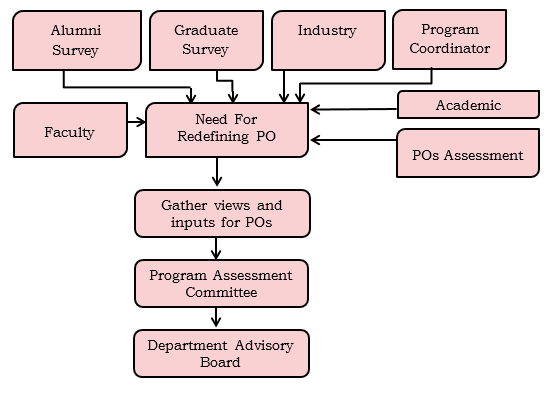 Alumni
Survey
Graduate
Survey
Industry
Program
Coordinator
Faculty
Need For
Redefining PO
Academic
POs Assessment
Gather views and
inputs for POs
Program Assessment
Committee
Department Advisory
Board